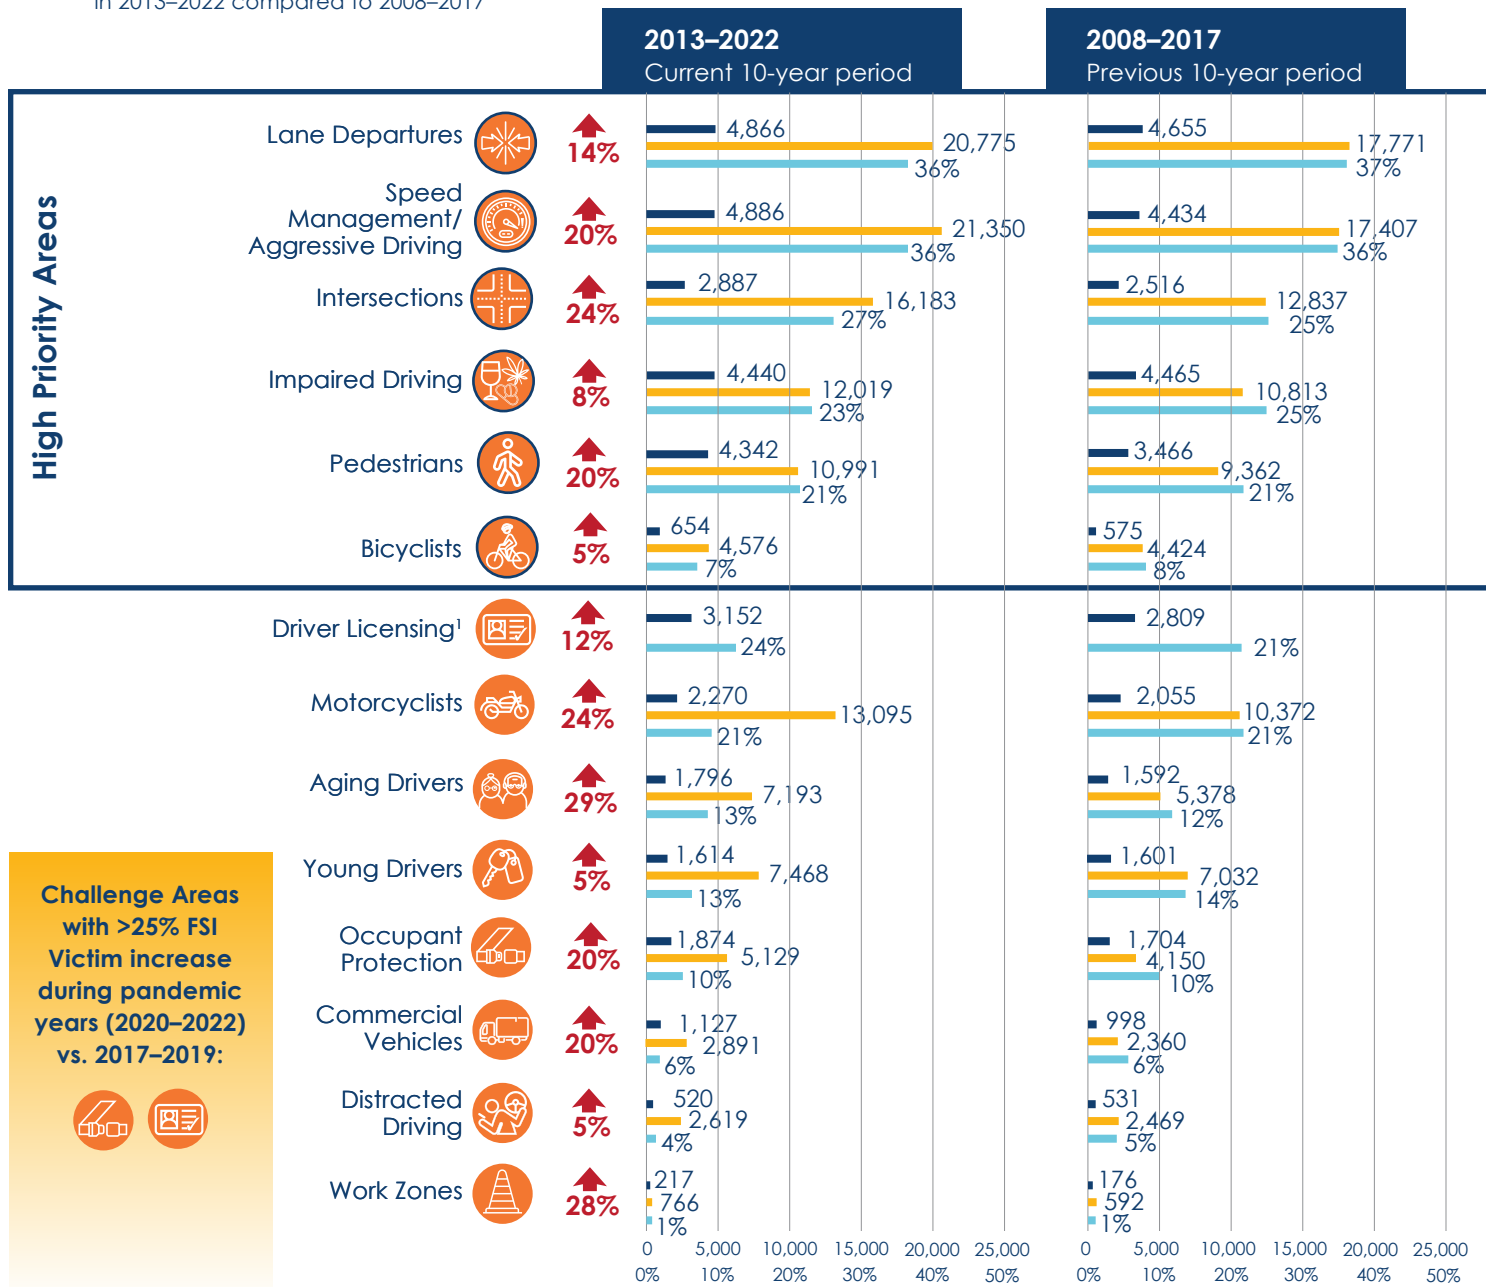 in 2013–2022 compared to 2008–2017
2013–2022
Current 10-year period
2008–2017
Previous 10-year period
High Priority Areas
Lane Departures
14%
4,866
20,775
36%
4,655
17,771
37%
Speed
Management/
Aggressive Driving
20%
4,886
21,350
36%
4,434
17,407
36%
Intersections
24%
2,887
16,183
27%
2,516
12,837
25%
Impaired Driving
8%
4,440
12,019
23%
4,465
10,813
25%
Pedestrians
20%
4,342
10,991
21%
3,466
9,362
21%
Bicyclists
5%
654
4,576
7%
575
4,424
8%
Driver Licensing¹
12%
3,152
24%
2,809
21%
Motorcyclists
24%
2,270
13,095
21%
2,055
10,372
21%
Aging Drivers
29%
1,796
7,193
13%
1,592
5,378
12%
Young Drivers
5%
1,614
7,468
13%
1,601
7,032
14%
Occupant
Protection
20%
1,874
5,129
10%
1,704
4,150
10%
Commercial
Vehicles
20%
1,127
2,891
6%
998
2,360
6%
Distracted
Driving
5%
520
2,619
4%
531
2,469
5%
Work Zones
28%
217
766
1%
176
592
1%
0 5,000 10,000 15,000 20,000 25,000
0% 10% 20% 30% 40% 50%
0 5,000 10,000 15,000 20,000 25,000
0% 10% 20% 30% 40% 50%
Challenge Areas
with >25% FSI
Victim increase
during pandemic
years (2020–2022)
vs. 2017–2019: